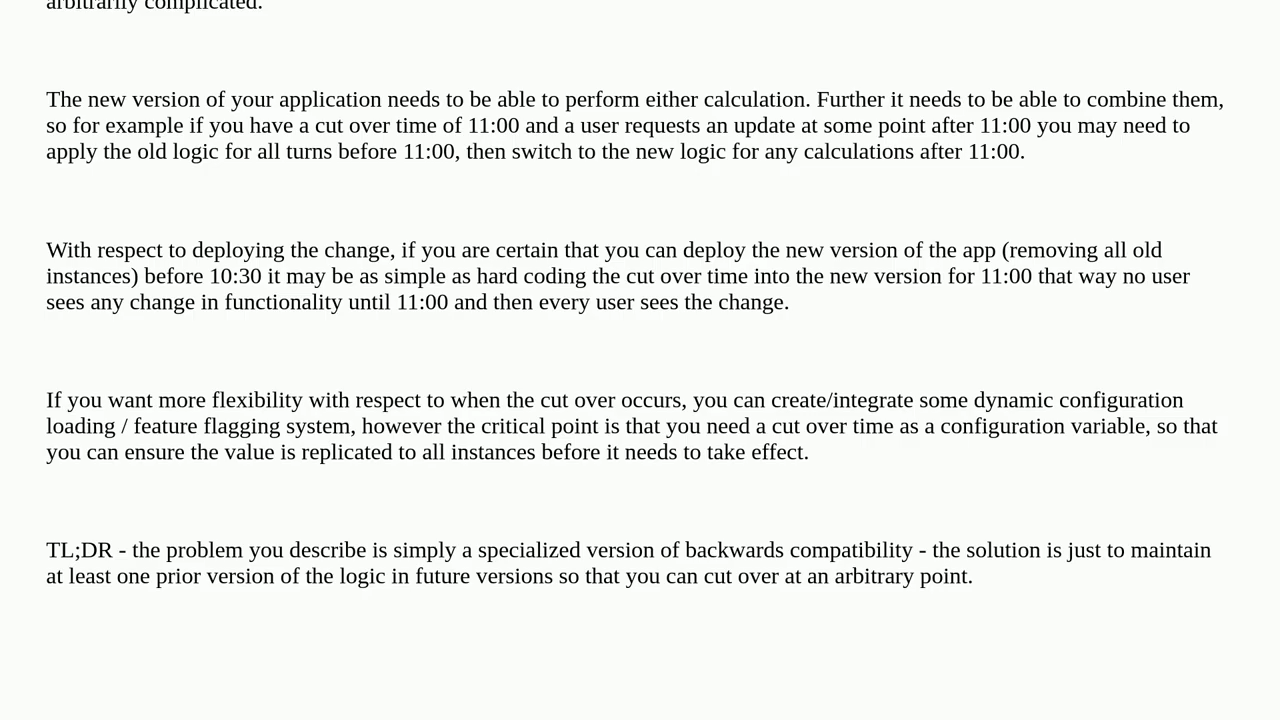 arbitrarily complicated.
The new version of your application needs to be able to perform either calculation. Further it needs to be able to combine them,
so for example if you have a cut over time of 11:00 and a user requests an update at some point after 11:00 you may need to
apply the old logic for all turns before 11:00, then switch to the new logic for any calculations after 11:00.
With respect to deploying the change, if you are certain that you can deploy the new version of the app (removing all old
instances) before 10:30 it may be as simple as hard coding the cut over time into the new version for 11:00 that way no user
sees any change in functionality until 11:00 and then every user sees the change.
If you want more flexibility with respect to when the cut over occurs, you can create/integrate some dynamic configuration
loading / feature flagging system, however the critical point is that you need a cut over time as a configuration variable, so that
you can ensure the value is replicated to all instances before it needs to take effect.
TL;DR - the problem you describe is simply a specialized version of backwards compatibility - the solution is just to maintain
at least one prior version of the logic in future versions so that you can cut over at an arbitrary point.